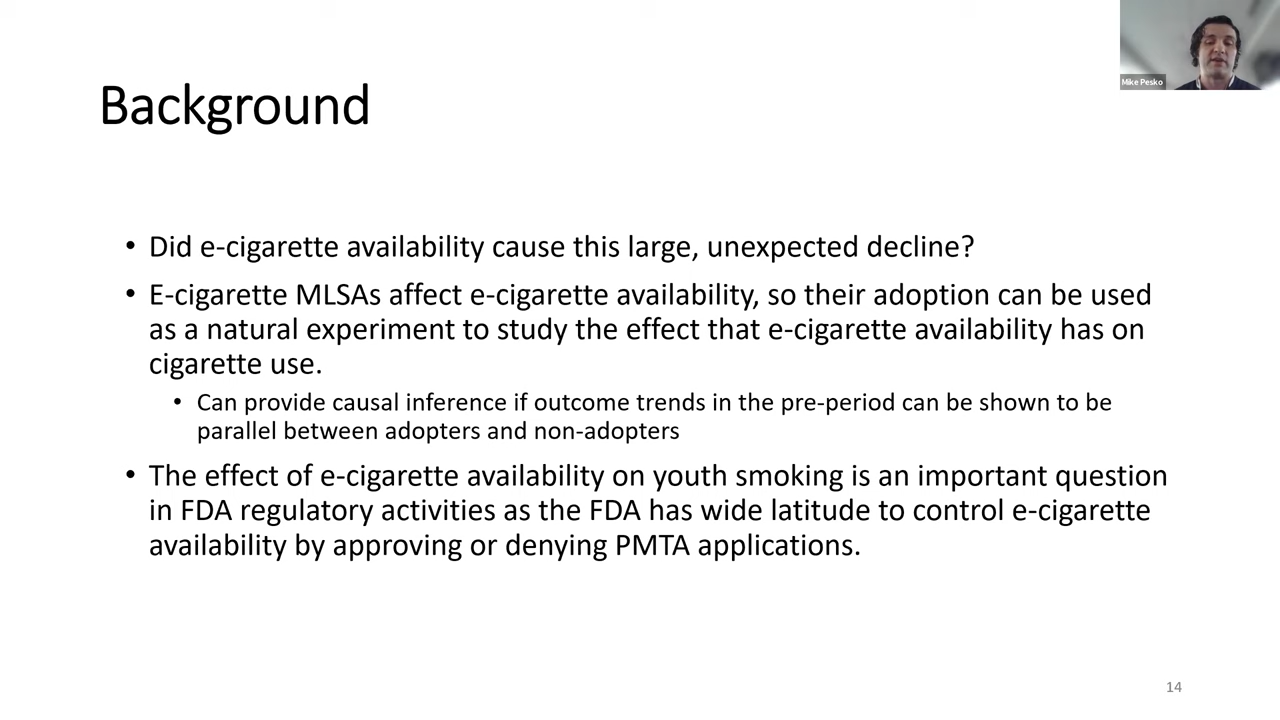 Mike Pesko
Background
• Did e-cigarette availability cause this large, unexpected decline?
• E-cigarette MLSAs affect e-cigarette availability, so their adoption can be used
as a natural experiment to study the effect that e-cigarette availability has on
cigarette use.
• Can provide causal inference if outcome trends in the pre-period can be shown to be
parallel between adopters and non-adopters
• The effect of e-cigarette availability on youth smoking is an important question
in FDA regulatory activities as the FDA has wide latitude to control e-cigarette
availability by approving or denying PMTA applications.
14